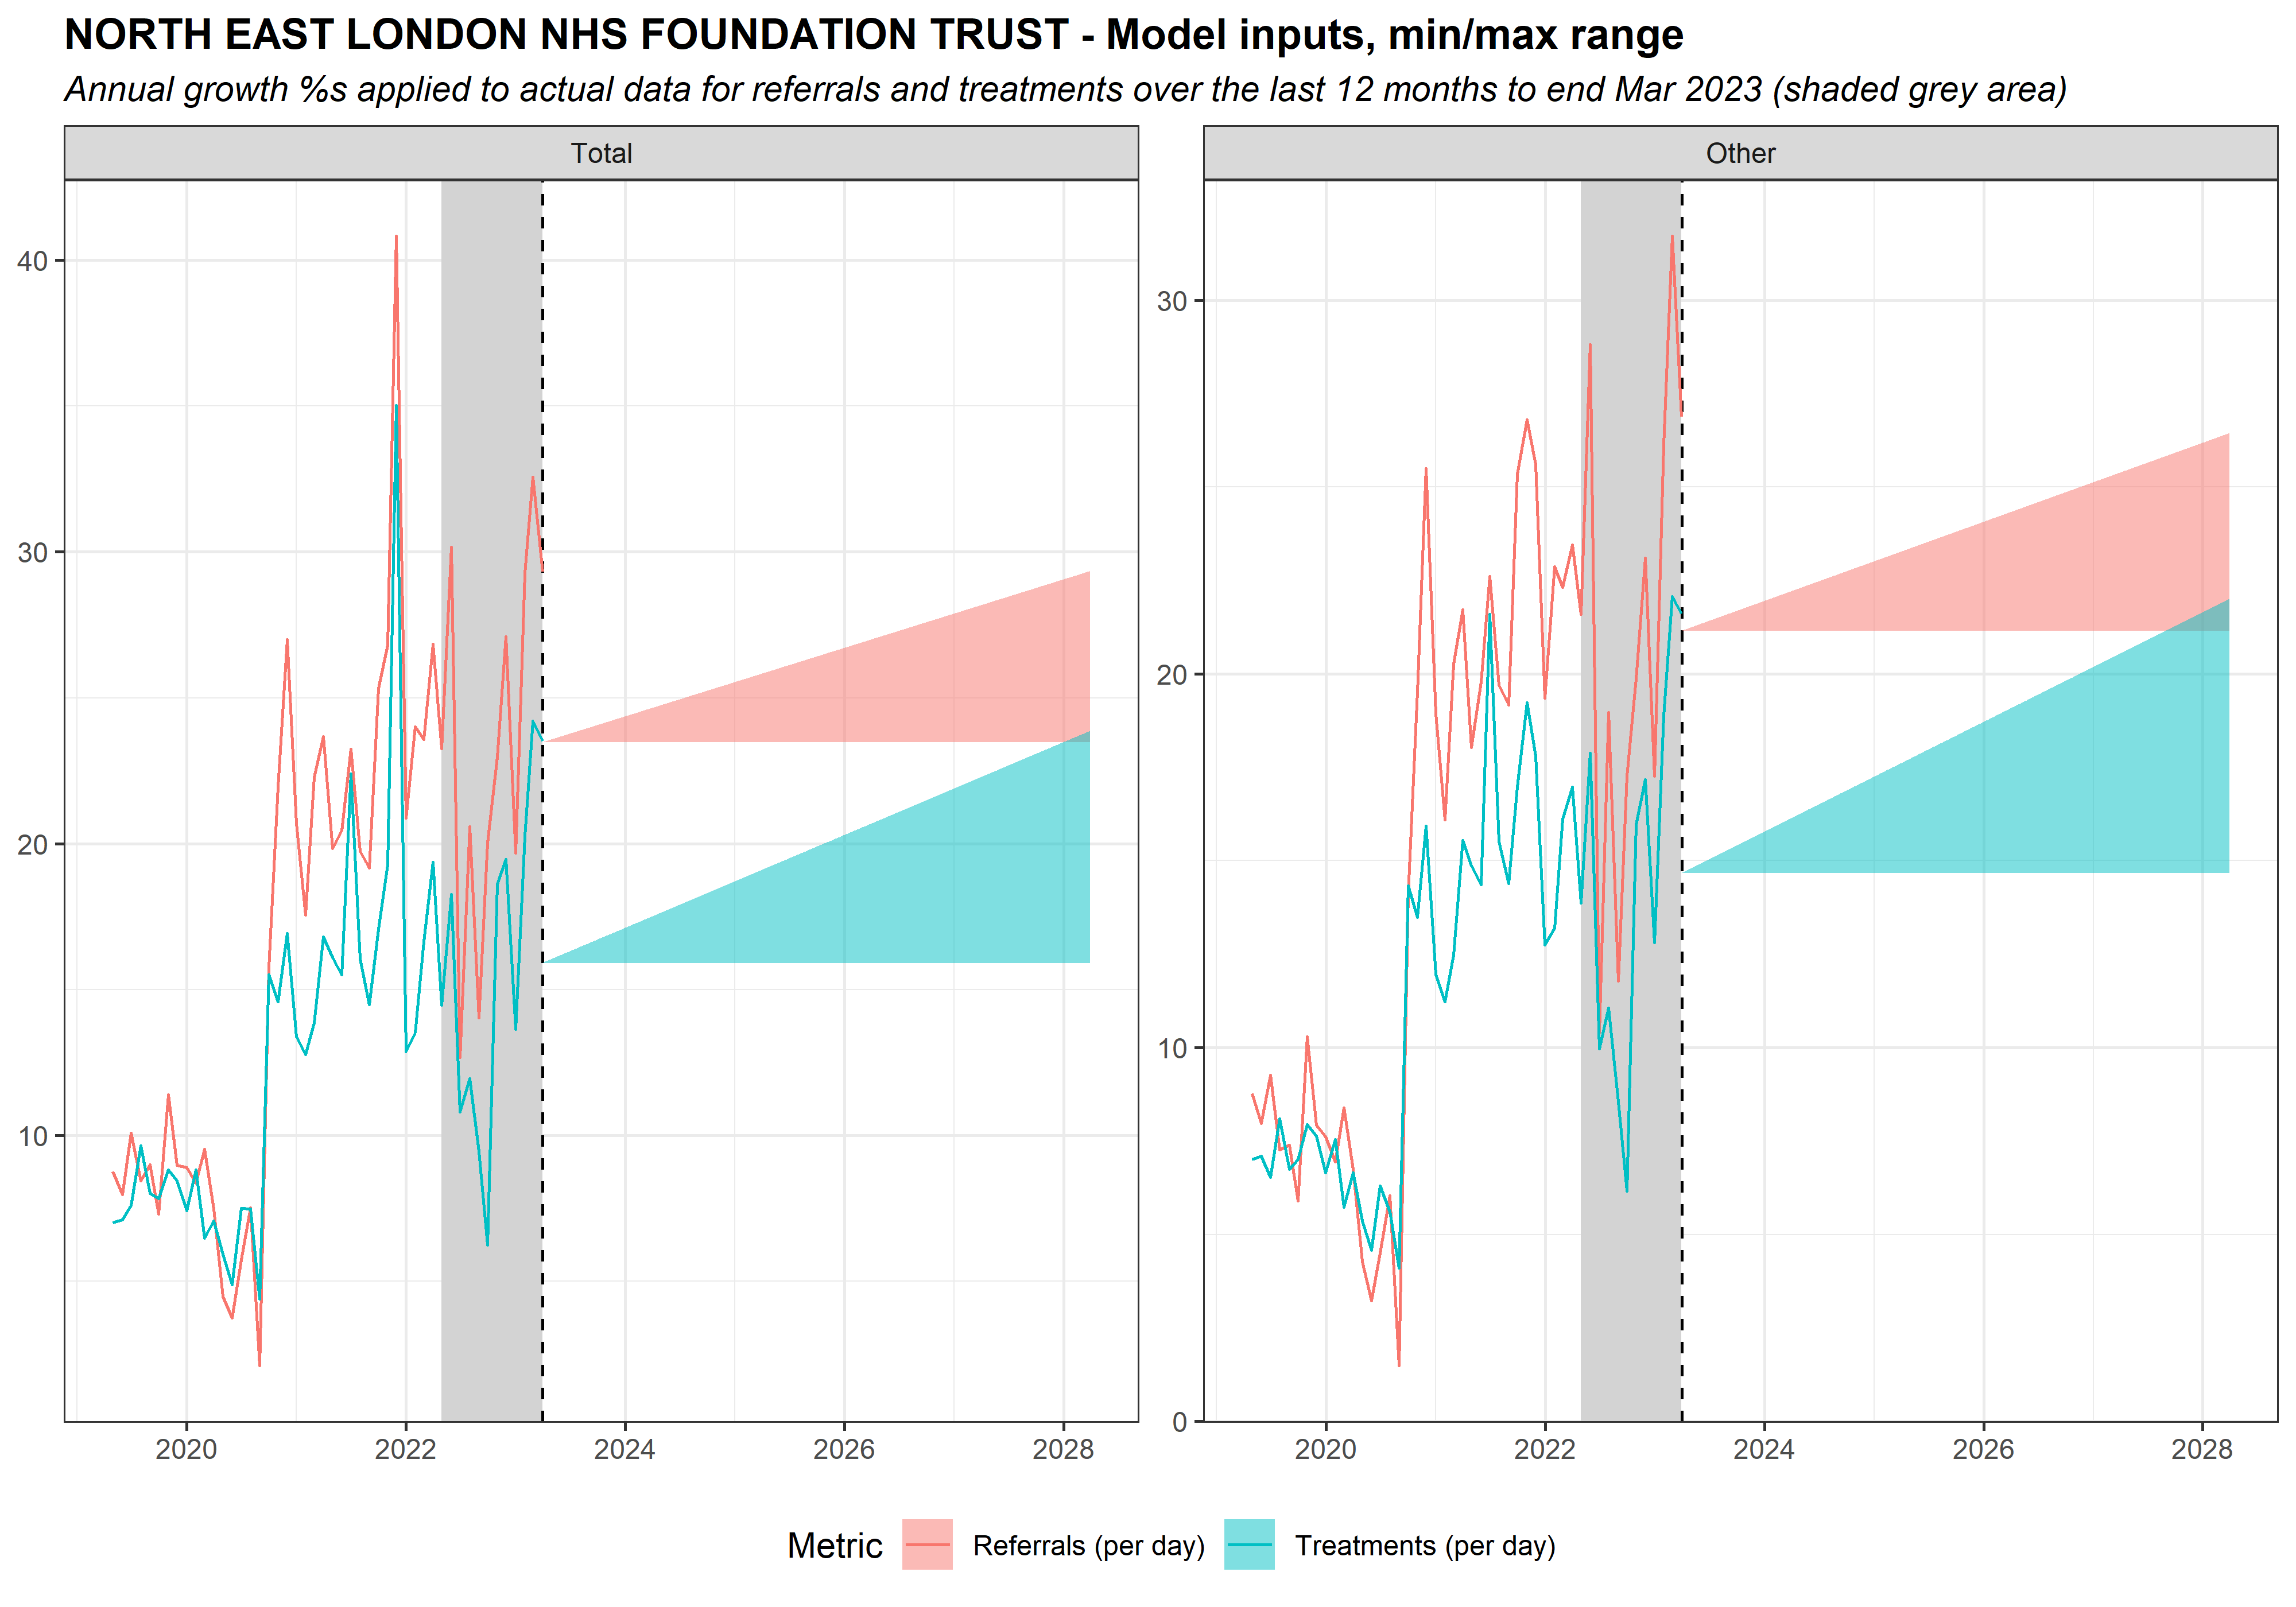 NORTH EAST LONDON NHS FOUNDATION TRUST - Model inputs, min/max range
Annual growth %s applied to actual data for referrals and treatments over the last 12 months to end Mar 2023 (shaded grey area)
Total
Other
40
30
20
10
30
20
10
0
2020 2022 2024 2026 2028
2020 2022 2024 2026 2028
Metric Referrals (per day) Treatments (per day)